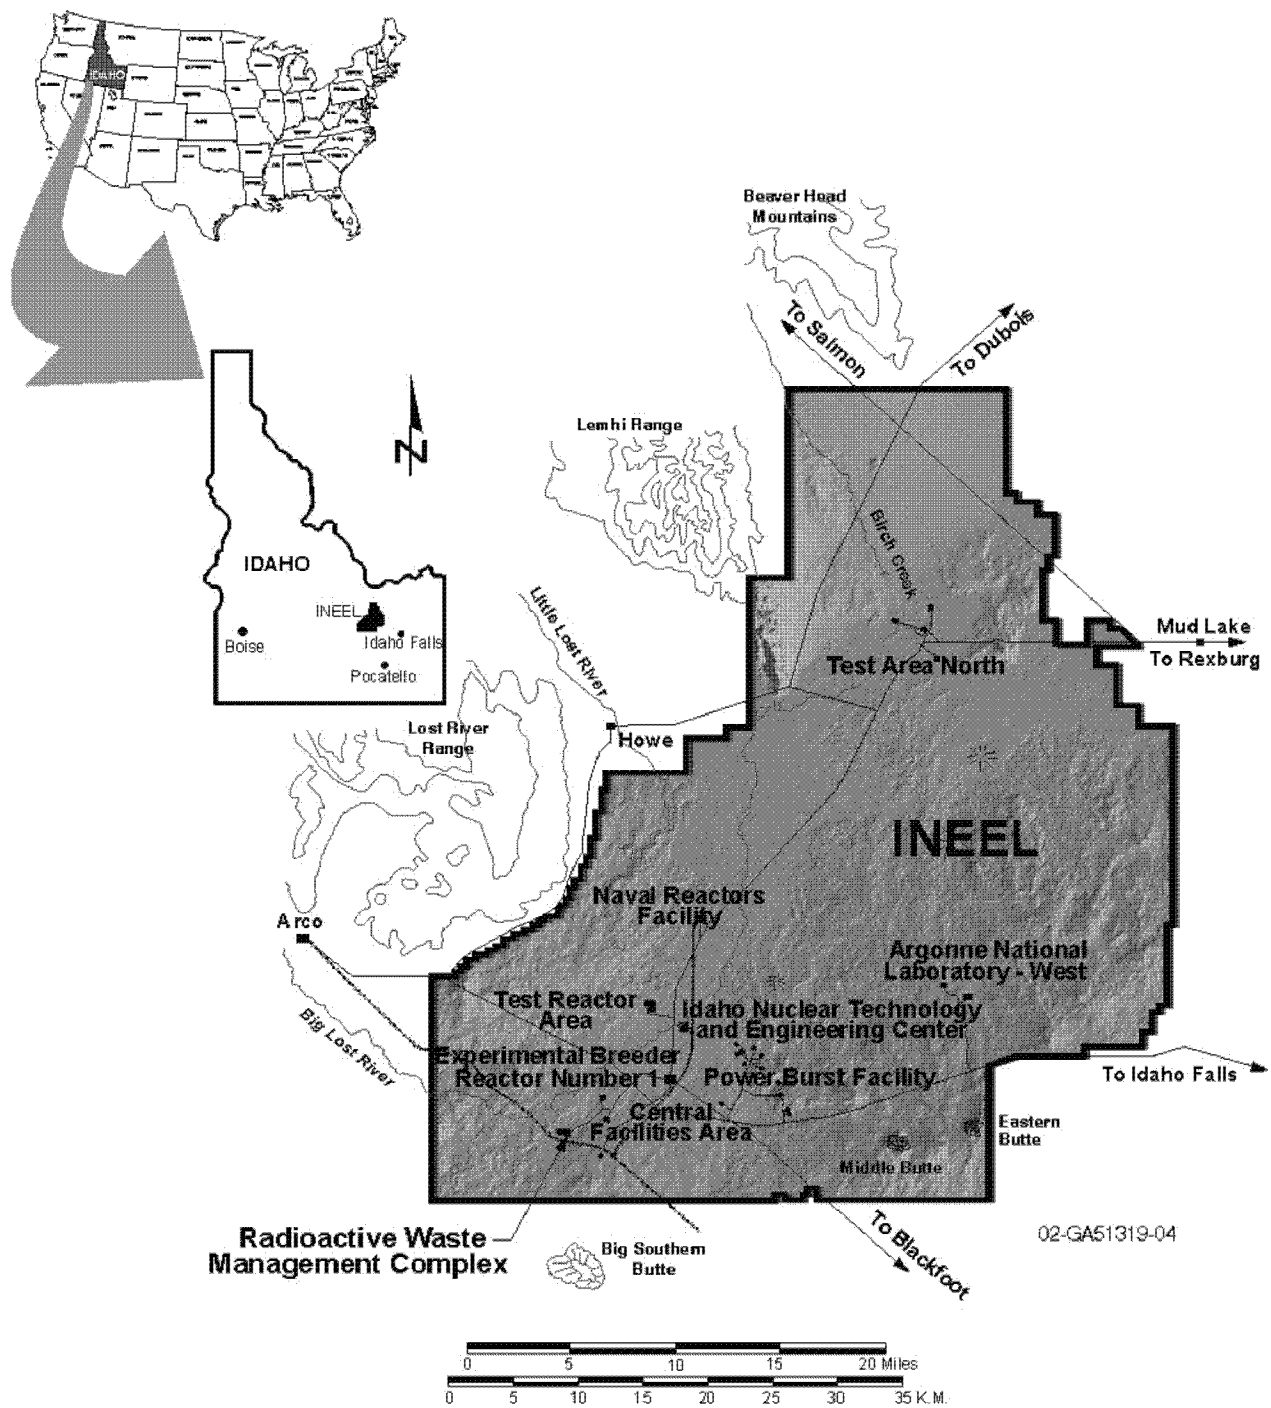 IDAHO
Beaver Head
Mountains
To Salmon
To Dubois
Lemhi Range
N
Birch Creek
IDAHO
INEEL
Boise
Idaho Falls
Pocatello
Little Lost River
Mud Lake
To Rexburg
Test Area North
Lost River
Range
Howe
INEEL
Naval Reactors
Facility
Arco
Argonne National
Laboratory - West
Test Reactor
Area
Idaho Nuclear Technology
and Engineering Center
Big Lost River
Experimental Breeder
Reactor Number 1
Power Burst Facility
To Idaho Falls
Central
Facilities Area
Eastern
Butte
Middle Butte
Radioactive Waste
Management Complex
Big Southern
Butte
To Blackfoot
02-GA51319-04
0 5 10 15 20 Miles
0 5 10 15 20 25 30 35 K.M.